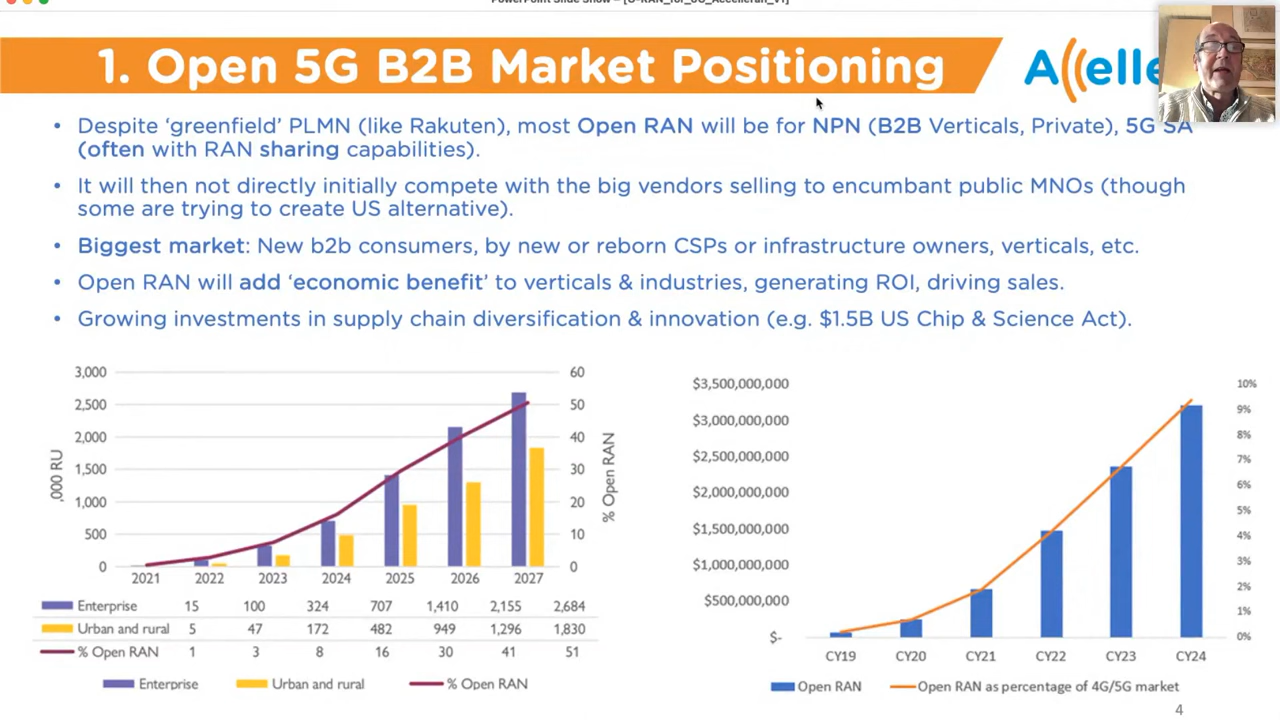 PowerPoint Slide Show – [O-RAN_for_UG_Accelleran_V1]
1. Open 5G B2B Market Positioning
A((elle
• Despite ‘greenfield’ PLMN (like Rakuten), most Open RAN will be for NPN (B2B Verticals, Private), 5G SA
(often with RAN sharing capabilities).
• It will then not directly initially compete with the big vendors selling to encumbant public MNOs (though
some are trying to create US alternative).
• Biggest market: New b2b consumers, by new or reborn CSPs or infrastructure owners, verticals, etc.
• Open RAN will add ‘economic benefit’ to verticals & industries, generating ROI, driving sales.
• Growing investments in supply chain diversification & innovation (e.g. $1.5B US Chip & Science Act).
3,000
2,500
2,000
1,500
1,000
500
0
,000 RU
60
50
40
30
20
10
0
% Open RAN
2021 2022 2023 2024 2025 2026 2027
Enterprise 15 100 324 707 1,410 2,155 2,684
Urban and rural 5 47 172 482 949 1,296 1,830
% Open RAN 1 3 8 16 30 41 51
Enterprise Urban and rural % Open RAN
$3,500,000,000
$3,000,000,000
$2,500,000,000
$2,000,000,000
$1,500,000,000
$1,000,000,000
$500,000,000
$-
10%
9%
8%
7%
6%
5%
4%
3%
2%
1%
0%
CY19 CY20 CY21 CY22 CY23 CY24
Open RAN Open RAN as percentage of 4G/5G market
4